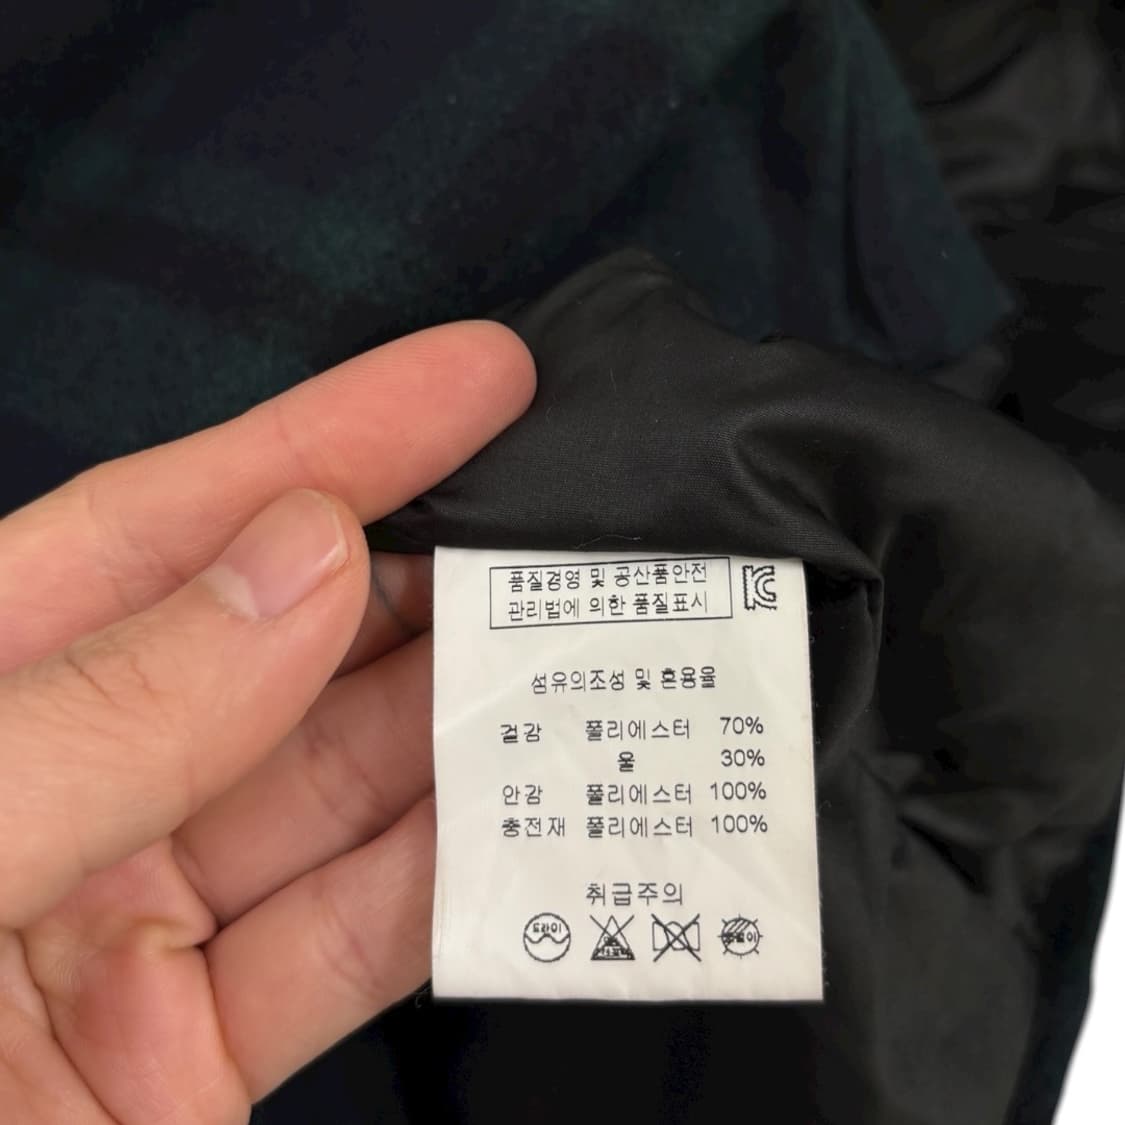 품질경영 및 공산품안전
관리법에 의한 품질표시
섬유의조성 및 혼용율
겉감 폴리에스터 70%
울 30%
안감 폴리에스터 100%
충전재 폴리에스터 100%
취급주의
드라이